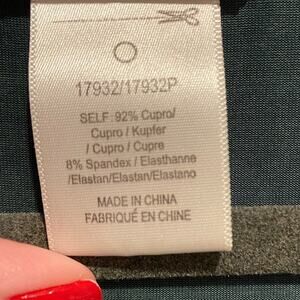 17932/17932P
SELF: 92% Cupro/
Cupro / Kupfer
/ Cupro / Cupre
8% Spandex / Elasthanne
/Elastan/Elastan/Elastano
MADE IN CHINA
FABRIQUÉ EN CHINE